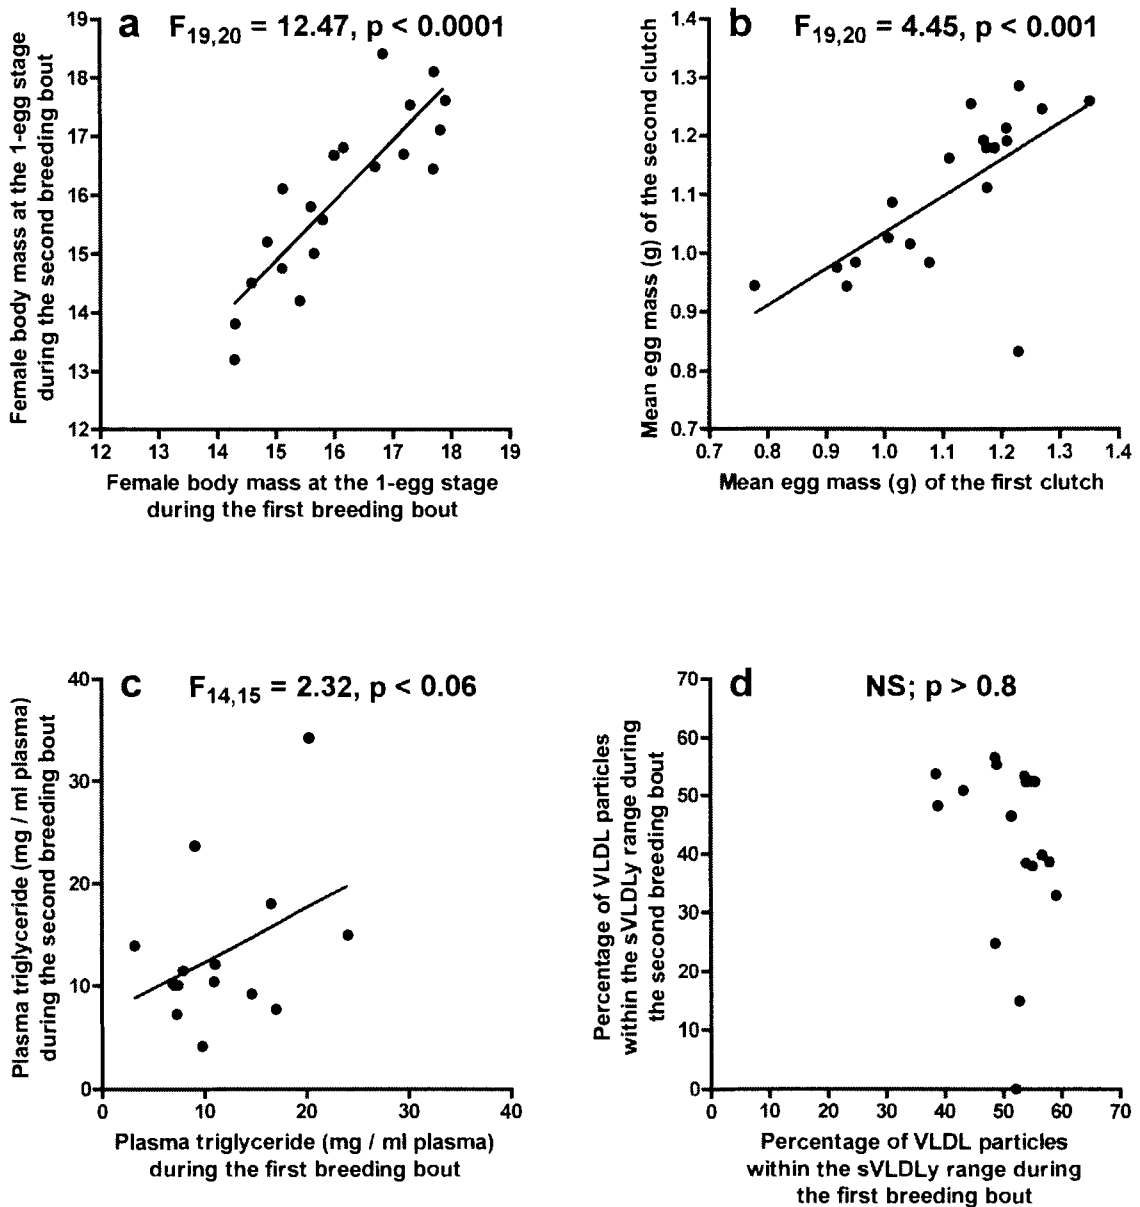 a F19,20 = 12.47, p < 0.0001
Female body mass at the 1-egg stage
during the second breeding bout
19
18
17
16
15
14
13
12
12 13 14 15 16 17 18 19
Female body mass at the 1-egg stage
during the first breeding bout
b F19,20 = 4.45, p < 0.001
Mean egg mass (g) of the second clutch
1.4
1.3
1.2
1.1
1.0
0.9
0.8
0.7
0.7 0.8 0.9 1.0 1.1 1.2 1.3 1.4
Mean egg mass (g) of the first clutch
c F14,15 = 2.32, p < 0.06
Plasma triglyceride (mg / ml plasma)
during the second breeding bout
40
30
20
10
0
0 10 20 30 40
Plasma triglyceride (mg / ml plasma)
during the first breeding bout
d NS; p > 0.8
Percentage of VLDL particles
within the sVLDLy range during
the second breeding bout
70
60
50
40
30
20
10
0
0 10 20 30 40 50 60 70
Percentage of VLDL particles
within the sVLDLy range during
the first breeding bout